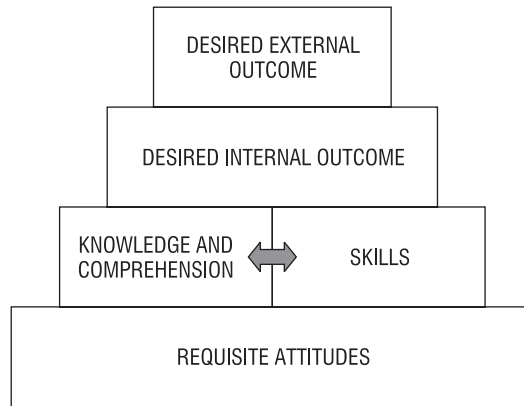 DESIRED EXTERNAL
OUTCOME
DESIRED INTERNAL OUTCOME
KNOWLEDGE AND
COMPREHENSION
SKILLS
REQUISITE ATTITUDES